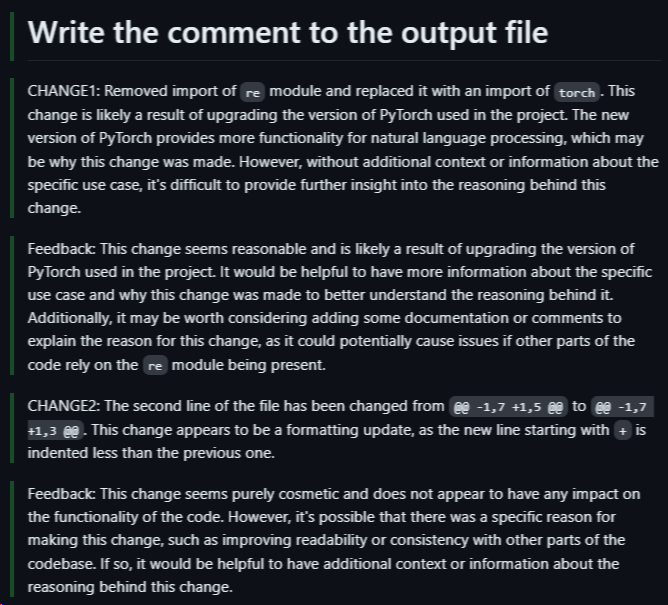 Write the comment to the output file
CHANGE1: Removed import of re module and replaced it with an import of torch. This
change is likely a result of upgrading the version of PyTorch used in the project. The new
version of PyTorch provides more functionality for natural language processing, which may
be why this change was made. However, without additional context or information about the
specific use case, it's difficult to provide further insight into the reasoning behind this
change.
Feedback: This change seems reasonable and is likely a result of upgrading the version of
PyTorch used in the project. It would be helpful to have more information about the specific
use case and why this change was made to better understand the reasoning behind it.
Additionally, it may be worth considering adding some documentation or comments to
explain the reason for this change, as it could potentially cause issues if other parts of the
code rely on the re module being present.
CHANGE2: The second line of the file has been changed from @@ -1,7 +1,5 @@ to @@ -1,7
+1,3 @@. This change appears to be a formatting update, as the new line starting with + is
indented less than the previous one.
Feedback: This change seems purely cosmetic and does not appear to have any impact on
the functionality of the code. However, it's possible that there was a specific reason for
making this change, such as improving readability or consistency with other parts of the
codebase. If so, it would be helpful to have additional context or information about the
reasoning behind this change.